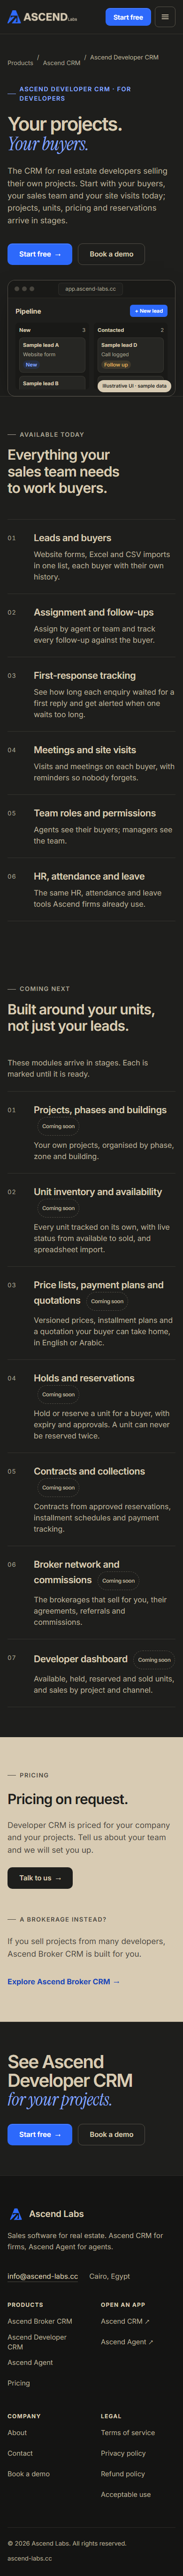 ASCEND Labs
Start free
Products / Ascend CRM / Ascend Developer CRM
ASCEND DEVELOPER CRM · FOR
DEVELOPERS
Your projects.
Your buyers.
The CRM for real estate developers selling
their own projects. Start with your buyers,
your sales team and your site visits today;
projects, units, pricing and reservations
arrive in stages.
Start free →
Book a demo
app.ascend-labs.cc
Pipeline
+ New lead
New 3
Contacted 2
Sample lead A
Website form
New
Sample lead D
Call logged
Follow up
Sample lead B
Illustrative UI · sample data
AVAILABLE TODAY
Everything your
sales team needs
to work buyers.
01
Leads and buyers
Website forms, Excel and CSV imports
in one list, each buyer with their own
history.
02
Assignment and follow-ups
Assign by agent or team and track
every follow-up against the buyer.
03
First-response tracking
See how long each enquiry waited for a
first reply and get alerted when one
waits too long.
04
Meetings and site visits
Visits and meetings on each buyer, with
reminders so nobody forgets.
05
Team roles and permissions
Agents see their buyers; managers see
the team.
06
HR, attendance and leave
The same HR, attendance and leave
tools Ascend firms already use.
COMING NEXT
Built around your units,
not just your leads.
These modules arrive in stages. Each is
marked until it is ready.
01
Projects, phases and buildings
Coming soon
Your own projects, organised by phase,
zone and building.
02
Unit inventory and availability
Coming soon
Every unit tracked on its own, with live
status from available to sold, and
spreadsheet import.
03
Price lists, payment plans and
quotations Coming soon
Versioned prices, installment plans and
a quotation your buyer can take home,
in English or Arabic.
04
Holds and reservations
Coming soon
Hold or reserve a unit for a buyer, with
expiry and approvals. A unit can never
be reserved twice.
05
Contracts and collections
Coming soon
Contracts from approved reservations,
installment schedules and payment
tracking.
06
Broker network and
commissions Coming soon
The brokerages that sell for you, their
agreements, referrals and
commissions.
07
Developer dashboard Coming soon
Available, held, reserved and sold units,
and sales by project and channel.
PRICING
Pricing on request.
Developer CRM is priced for your company
and your projects. Tell us about your team
and we will set you up.
Talk to us →
A BROKERAGE INSTEAD?
If you sell projects from many developers,
Ascend Broker CRM is built for you.
Explore Ascend Broker CRM →
See Ascend
Developer CRM
for your projects.
Start free →
Book a demo
Ascend Labs
Sales software for real estate. Ascend CRM for
firms, Ascend Agent for agents.
info@ascend-labs.cc
Cairo, Egypt
PRODUCTS
Ascend Broker CRM
Ascend Developer
CRM
Ascend Agent
Pricing
OPEN AN APP
Ascend CRM ↗
Ascend Agent ↗
COMPANY
About
Contact
Book a demo
LEGAL
Terms of service
Privacy policy
Refund policy
Acceptable use
© 2026 Ascend Labs. All rights reserved.
ascend-labs.cc